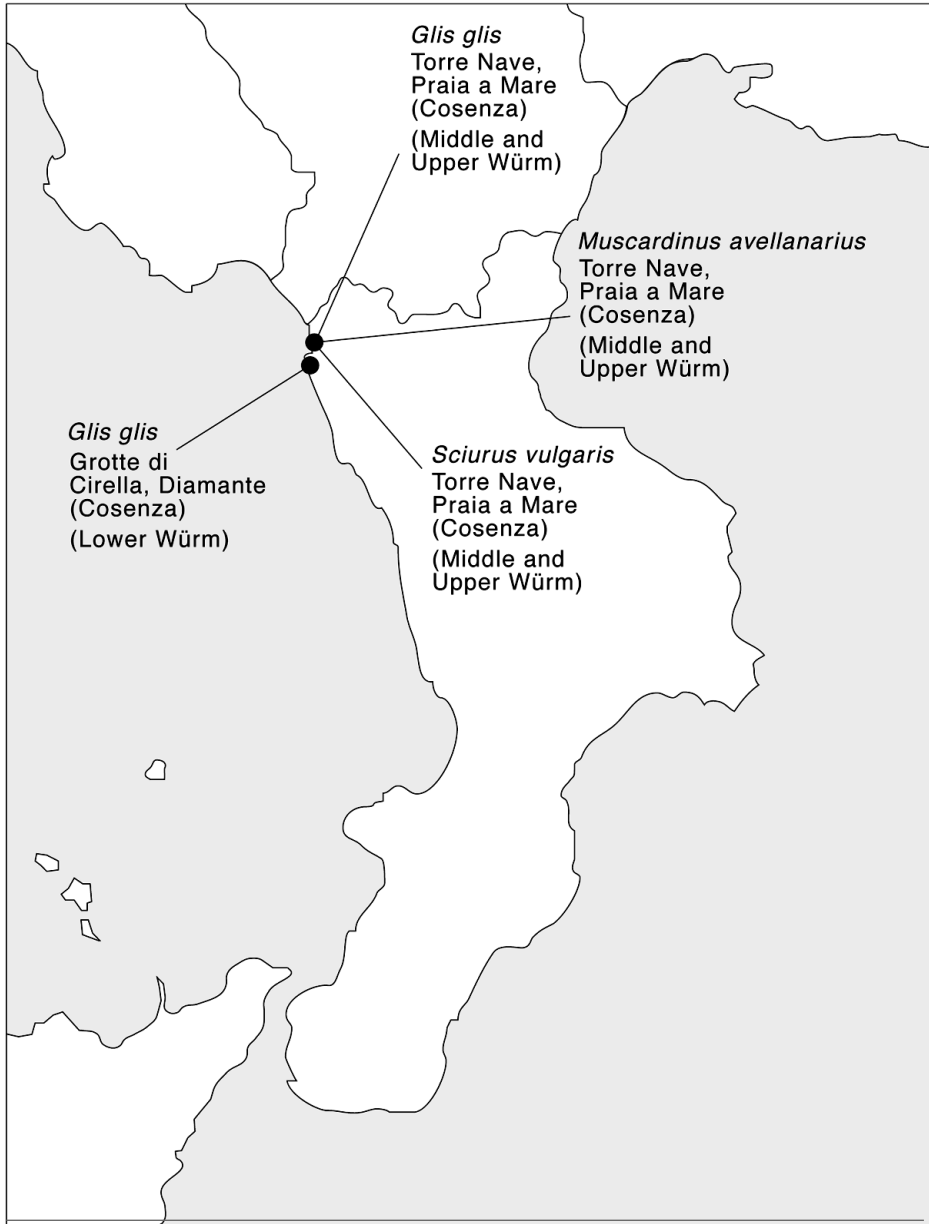 Glis glis
Torre Nave,
Praia a Mare
(Cosenza)
(Middle and
Upper Würm)
Muscardinus avellanarius
Torre Nave,
Praia a Mare
(Cosenza)
(Middle and
Upper Würm)
Glis glis
Grotte di
Cirella, Diamante
(Cosenza)
(Lower Würm)
Sciurus vulgaris
Torre Nave,
Praia a Mare
(Cosenza)
(Middle and
Upper Würm)